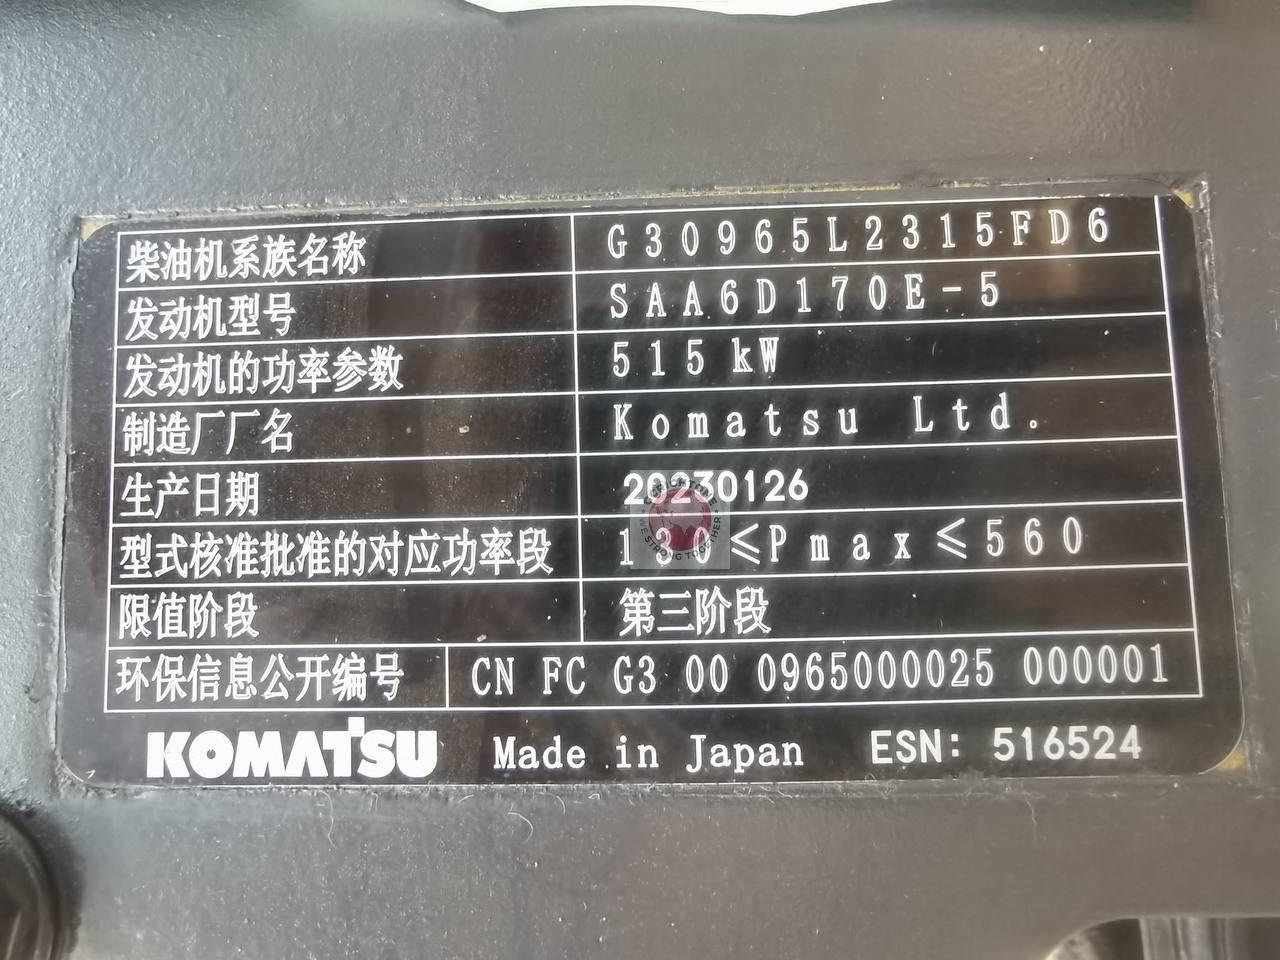 柴油机系族名称 G30965L2315FD6
发动机型号 SAA6D170E-5
发动机的功率参数 515kW
制造厂厂名 Komatsu Ltd.
生产日期 20230126
型式核准批准的对应功率段 130≤Pmax≤560
限值阶段 第三阶段
环保信息公开编号 CN FC G3 00 0965000025 000001
KOMATSU Made in Japan ESN: 516524
WE STRONG TOGETHER